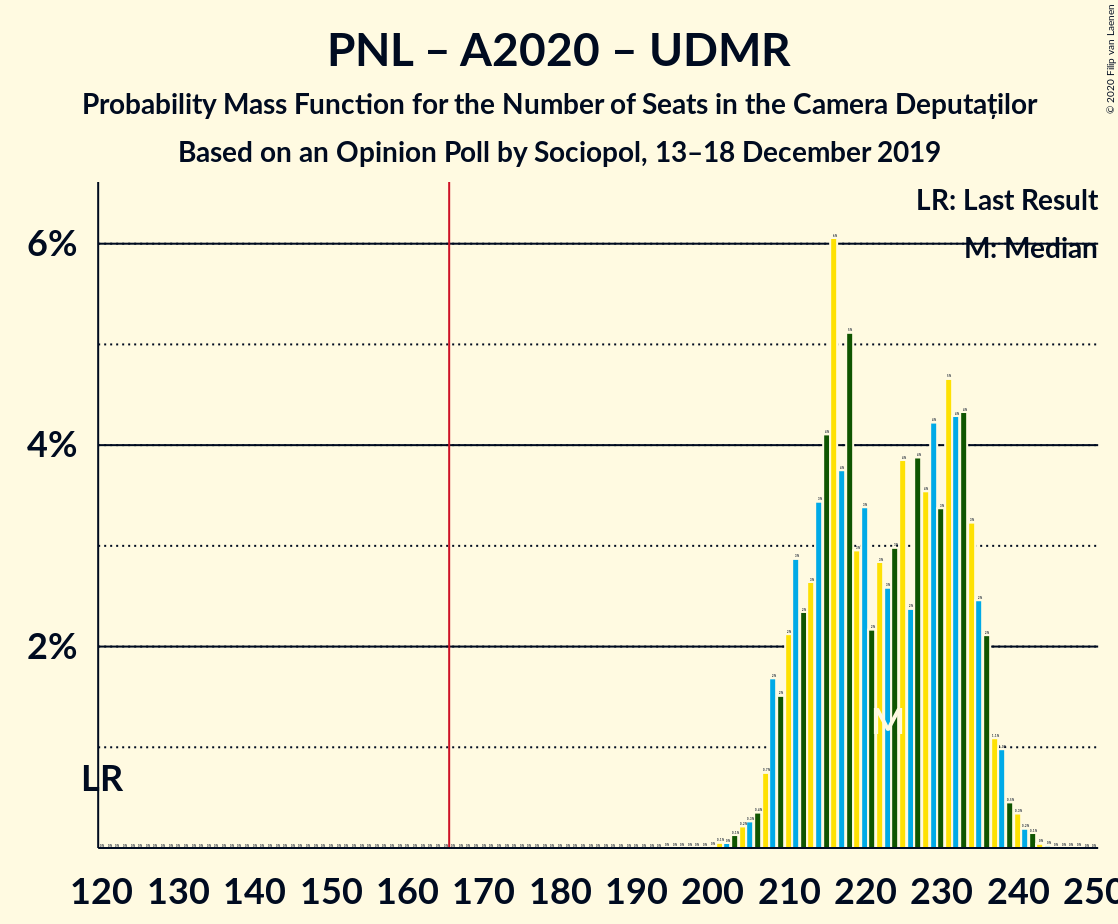 PNL – A2020 – UDMR
Probability Mass Function for the Number of Seats in the Camera Deputaților
Based on an Opinion Poll by Sociopol, 13–18 December 2019
© 2020 Filip van Laenen
LR: Last Result
M: Median
6%
4%
2%
LR
M
120 130 140 150 160 170 180 190 200 210 220 230 240 250